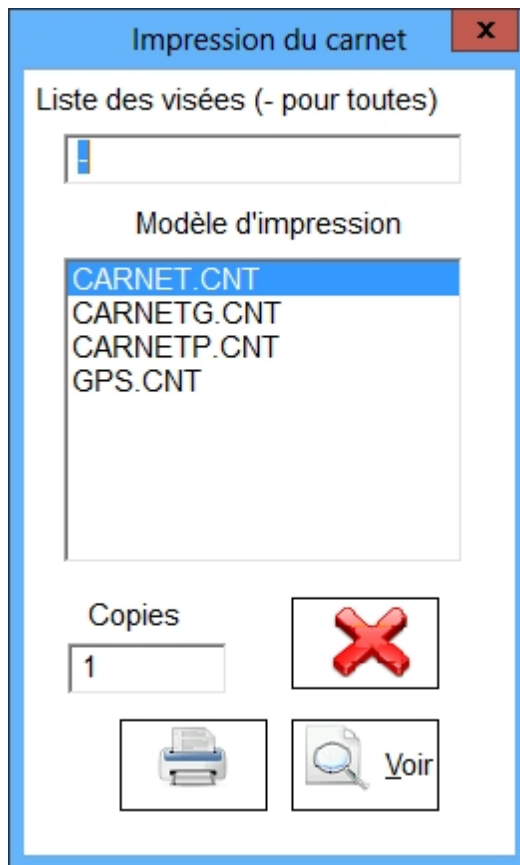 Impression du carnet
x
Liste des visées (- pour toutes)
-
Modèle d'impression
CARNET.CNT
CARNETG.CNT
CARNETP.CNT
GPS.CNT
Copies
1
Voir